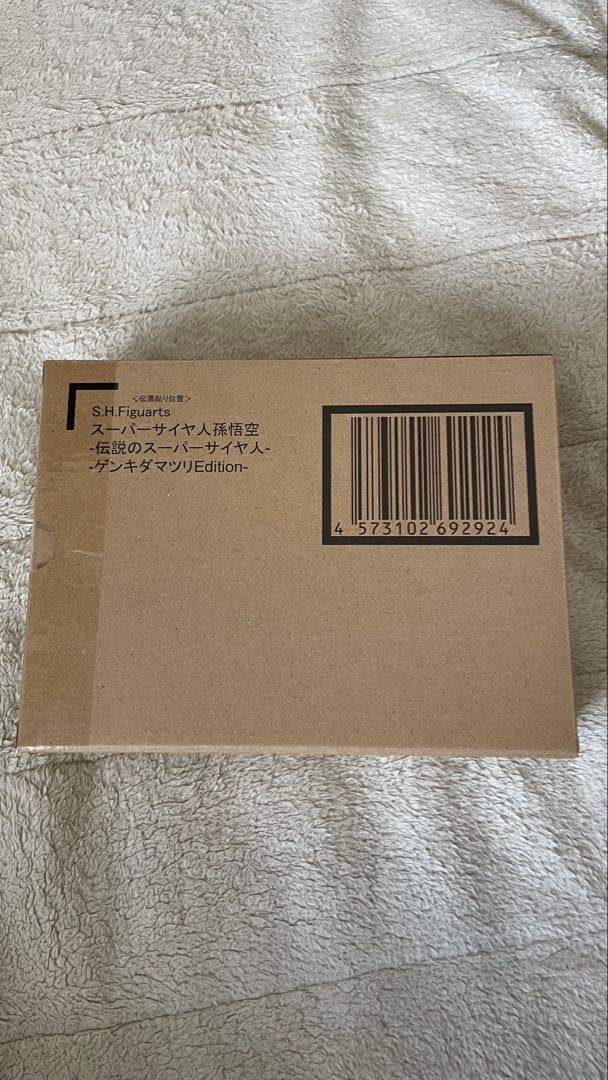 <伝票貼り位置>
S.H.Figuarts
スーパーサイヤ人孫悟空
-伝説のスーパーサイヤ人-
-ゲンキダマツリEdition-
4 573102 692924